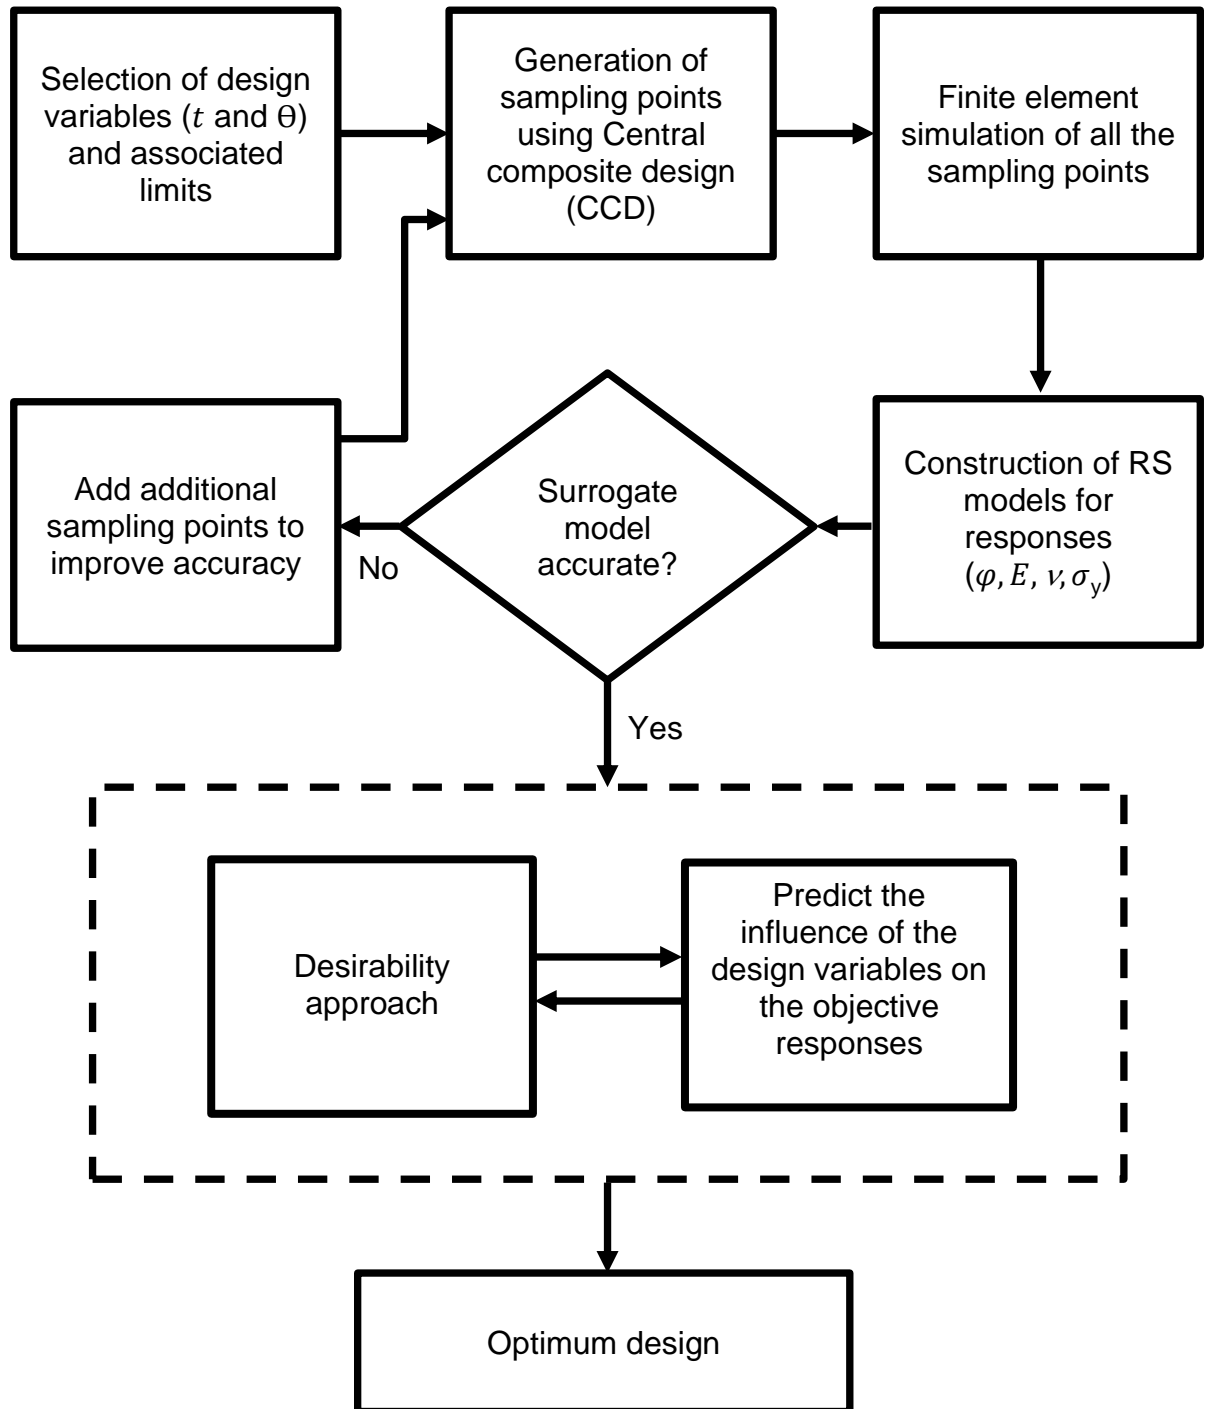 Selection of design
variables (t and Θ)
and associated
limits
Generation of
sampling points
using Central
composite design
(CCD)
Finite element
simulation of all the
sampling points
Add additional
sampling points to
improve accuracy
No
Surrogate
model
accurate?
Construction of RS
models for
responses
(φ, E, ν, σy)
Yes
Desirability
approach
Predict the
influence of the
design variables on
the objective
responses
Optimum design